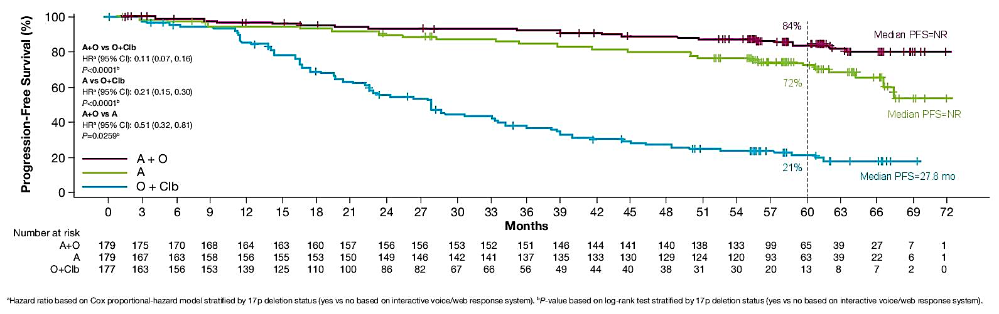 Progression-Free Survival (%)
100
80
60
40
20
0
A+O vs O+Clb
HRᵃ (95% CI): 0.11 (0.07, 0.16)
P<0.0001ᵇ
A vs O+Clb
HRᵃ (95% CI): 0.21 (0.15, 0.30)
P<0.0001ᵇ
A+O vs A
HRᵃ (95% CI): 0.51 (0.32, 0.81)
P=0.0259ᵇ
A + O
A
O + Clb
84%
Median PFS=NR
72%
Median PFS=NR
21%
Median PFS=27.8 mo
0 3 6 9 12 15 18 21 24 27 30 33 36 39 42 45 48 51 54 57 60 63 66 69 72
Months
Number at risk
A+O 179 175 170 168 164 163 160 157 156 156 153 152 151 146 144 141 140 138 133 99 65 39 27 7 1
A 179 167 163 158 156 155 153 150 149 146 142 141 137 135 133 130 129 124 120 93 63 39 22 6 1
O+Clb 177 163 156 153 139 125 110 100 86 82 67 66 56 49 44 40 38 31 30 20 13 8 7 2 0
ᵃHazard ratio based on Cox proportional-hazard model stratified by 17p deletion status (yes vs no based on interactive voice/web response system). ᵇP-value based on log-rank test stratified by 17p deletion status (yes vs no based on interactive voice/web response system).